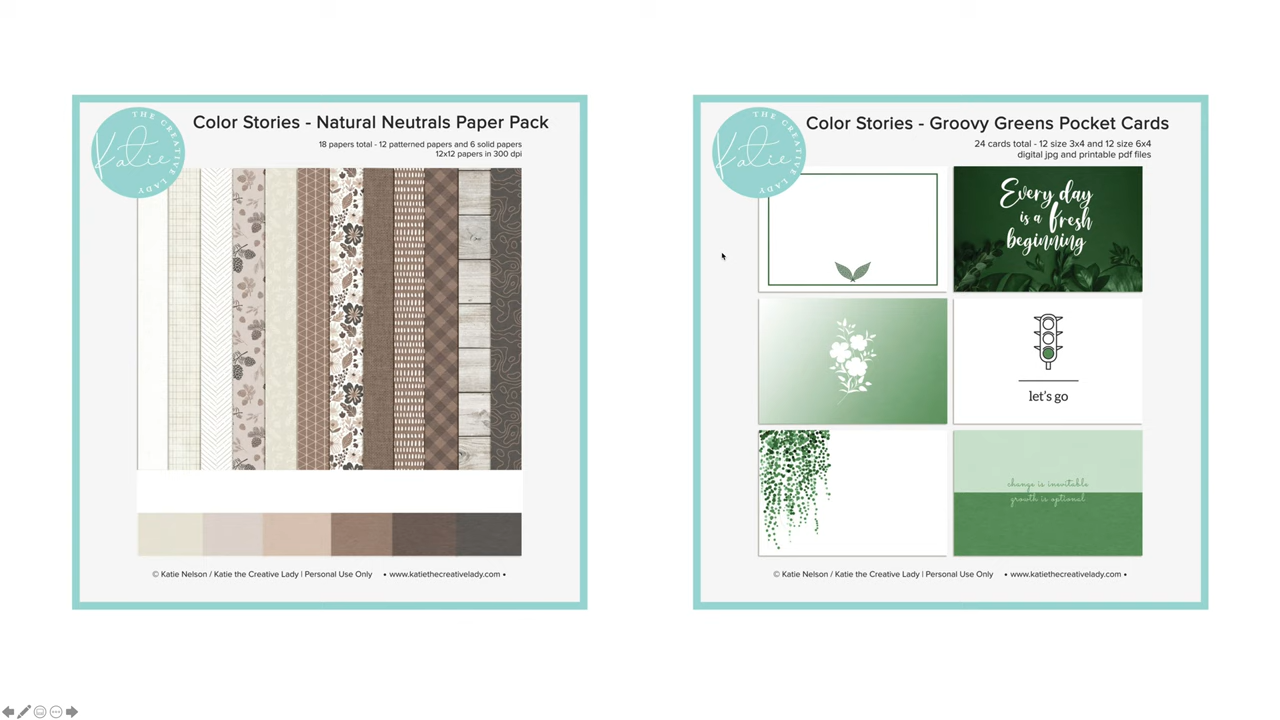 THE CREATIVE LADY
Katie
Color Stories - Natural Neutrals Paper Pack
18 papers total - 12 patterned papers and 6 solid papers
12x12 papers in 300 dpi
© Katie Nelson / Katie the Creative Lady | Personal Use Only • www.katiethecreativelady.com •
THE CREATIVE LADY
Katie
Color Stories - Groovy Greens Pocket Cards
24 cards total - 12 size 3x4 and 12 size 6x4
digital jpg and printable pdf files
Every day
is a fresh
beginning
let's go
change is inevitable
growth is optional
© Katie Nelson / Katie the Creative Lady | Personal Use Only • www.katiethecreativelady.com •